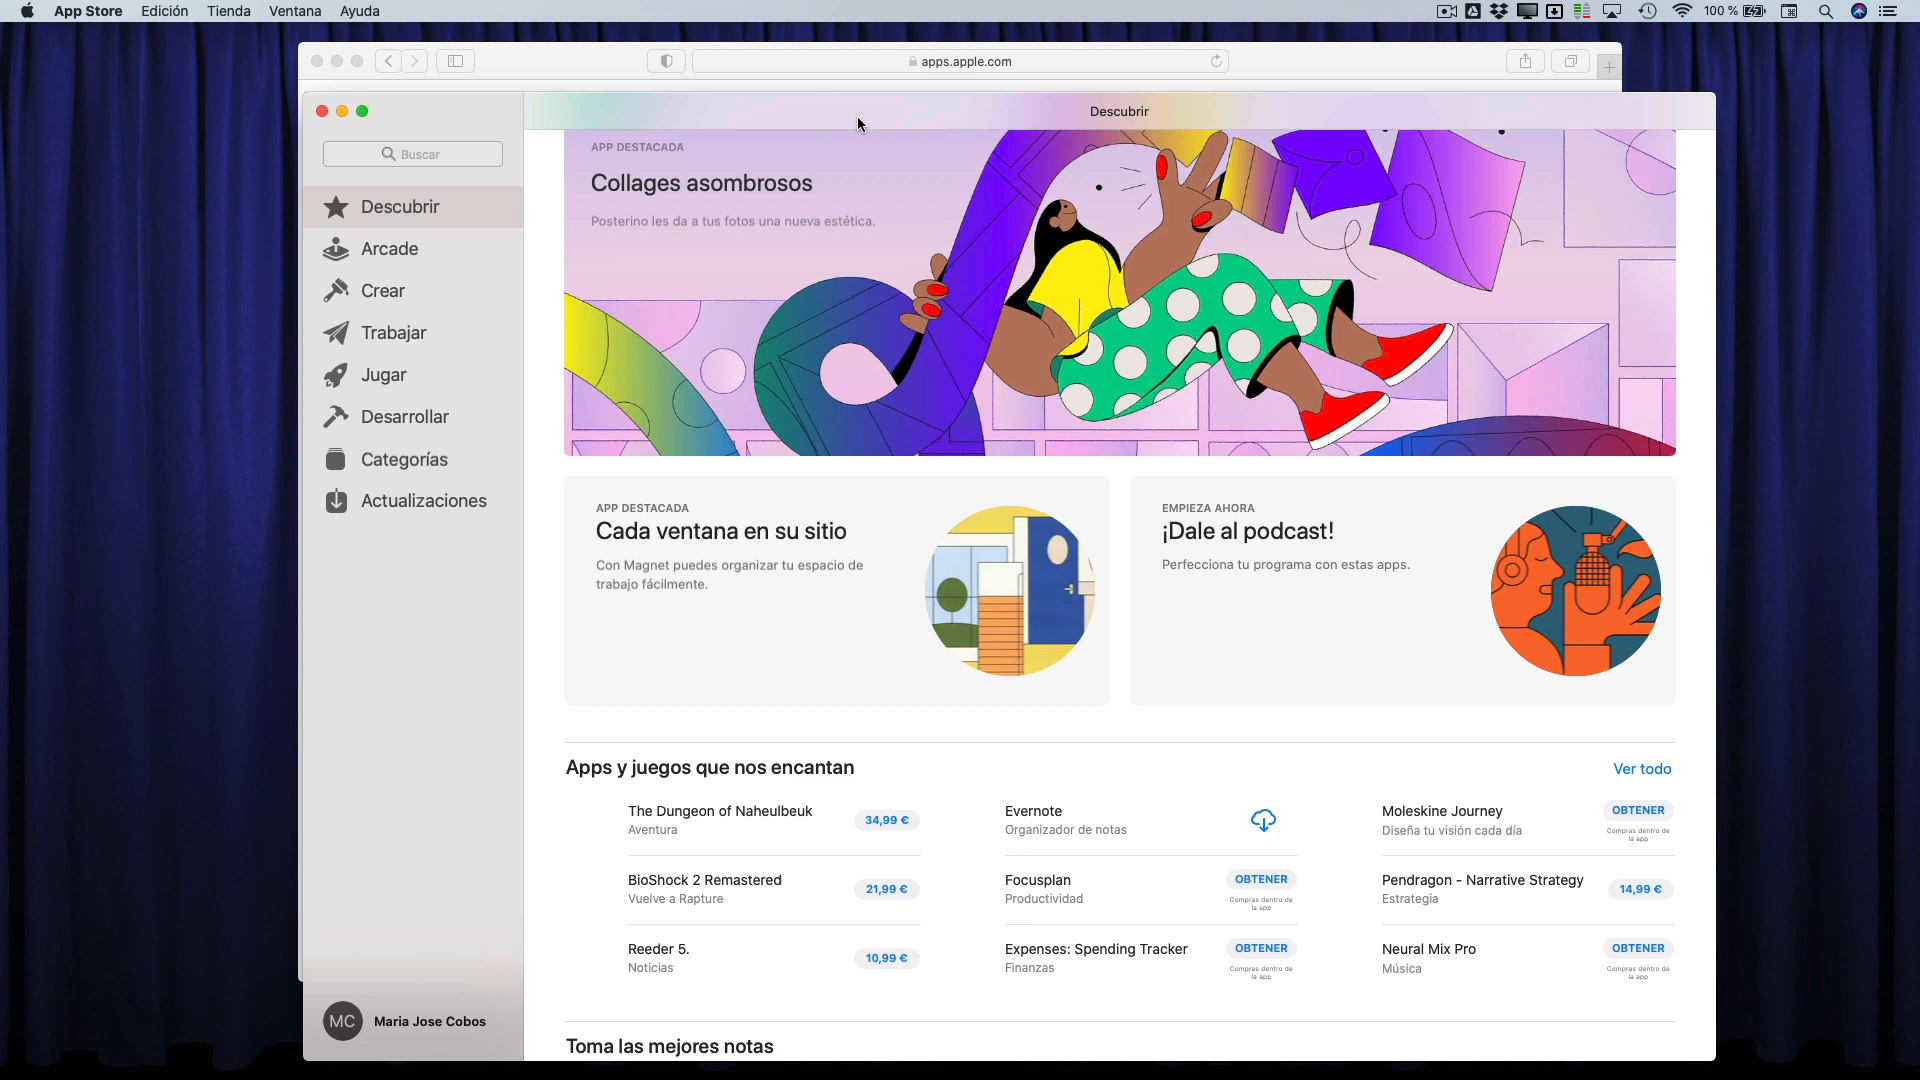 App Store Edición Tienda Ventana Ayuda
100 %
apps.apple.com
Descubrir
Buscar
Descubrir
Arcade
Crear
Trabajar
Jugar
Desarrollar
Categorías
Actualizaciones
MC Maria Jose Cobos
APP DESTACADA
Collages asombrosos
Posterino les da a tus fotos una nueva estética.
APP DESTACADA
Cada ventana en su sitio
Con Magnet puedes organizar tu espacio de
trabajo fácilmente.
EMPIEZA AHORA
¡Dale al podcast!
Perfecciona tu programa con estas apps.
Apps y juegos que nos encantan
Ver todo
The Dungeon of Naheulbeuk
Aventura
34,99 €
Evernote
Organizador de notas
Moleskine Journey
Diseña tu visión cada día
OBTENER
Compras dentro de
la app
BioShock 2 Remastered
Vuelve a Rapture
21,99 €
Focusplan
Productividad
OBTENER
Compras dentro de
la app
Pendragon - Narrative Strategy
Estrategia
14,99 €
Reeder 5.
Noticias
10,99 €
Expenses: Spending Tracker
Finanzas
OBTENER
Compras dentro de
la app
Neural Mix Pro
Música
OBTENER
Compras dentro de
la app
Toma las mejores notas